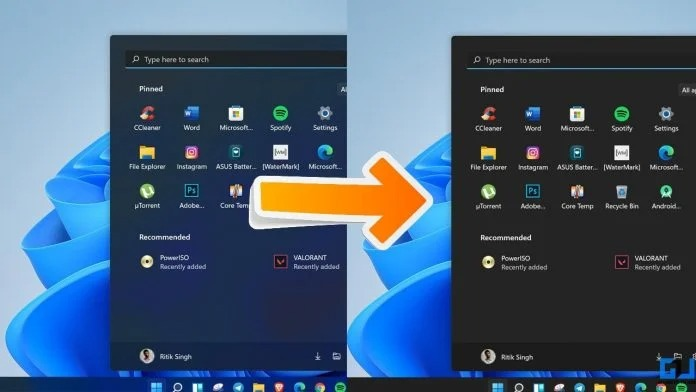 Type here to search
Pinned
Al
CCleaner Word Microsoft... Spotify Settings
File Explorer Instagram ASUS Batter... [WaterMark] Microsoft...
µTorrent Adobe... Core Temp
Recommended
PowerISO VALORANT
Recently added Recently added
Ritik Singh
Type here to search
Pinned
All ap
CCleaner Word Microsoft... Spotify Settings
File Explorer Instagram ASUS Batter... [WaterMark] Microsoft...
µTorrent Adobe... Core Temp Recycle Bin Android...
Recommended
PowerISO VALORANT
Recently added Recently added
Ritik Singh